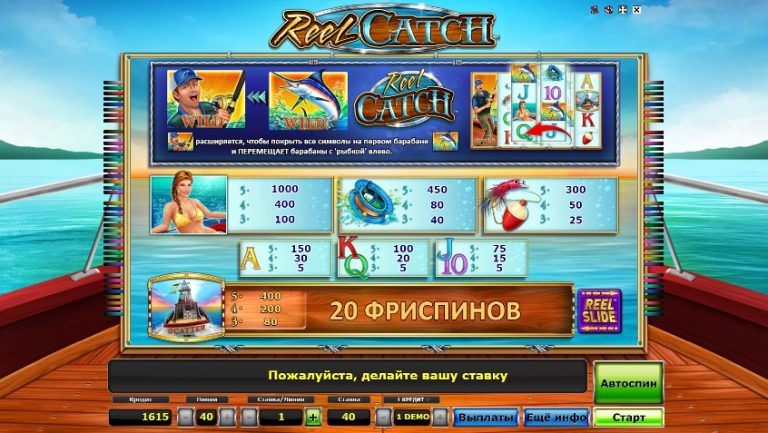 Reel CATCH
WILD
WILD
Reel
CATCH
расширяется, чтобы покрыть все символы на первом барабане
и ПЕРЕМЕЩАЕТ барабаны с 'рыбкой' влево.
5- 1000
4- 400
3- 100
5- 450
4- 80
3- 40
5- 300
4- 50
3- 25
A
5- 150
4- 30
3- 5
K Q
5- 100
4- 20
3- 5
J 10
5- 75
4- 15
3- 5
SCATTER
5- 400
4- 200
3- 80
20 ФРИСПИНОВ
REEL
SLIDE
Пожалуйста, делайте вашу ставку
Автоспин
Кредит Линии Ставка/Линии Ставка 1 КРЕДИТ
1615 40 1 + 40 1 DEMO Выплаты Ещё инфо Старт